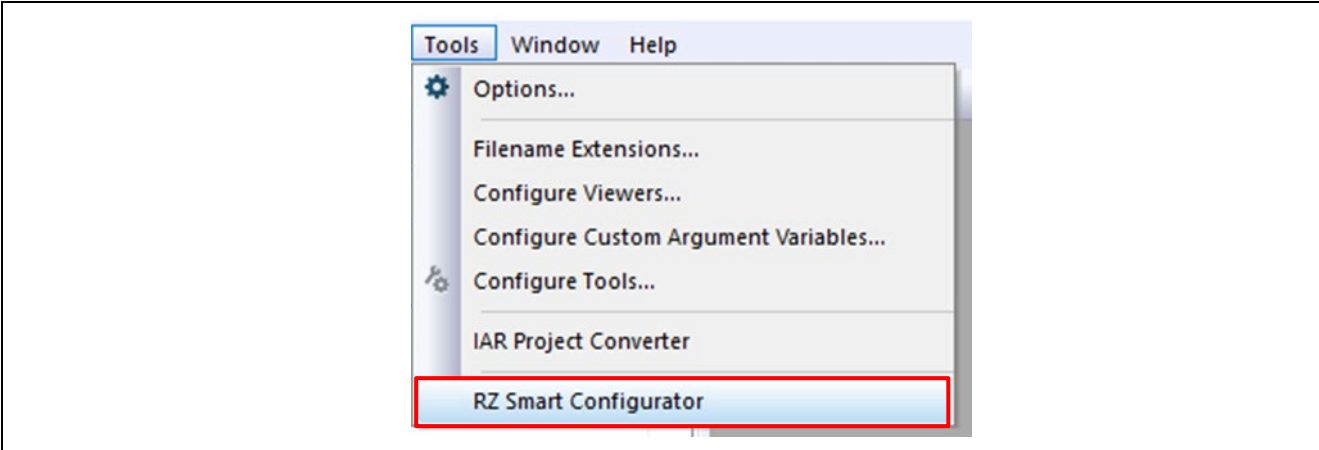 Tools Window Help
Options...
Filename Extensions...
Configure Viewers...
Configure Custom Argument Variables...
Configure Tools...
IAR Project Converter
RZ Smart Configurator